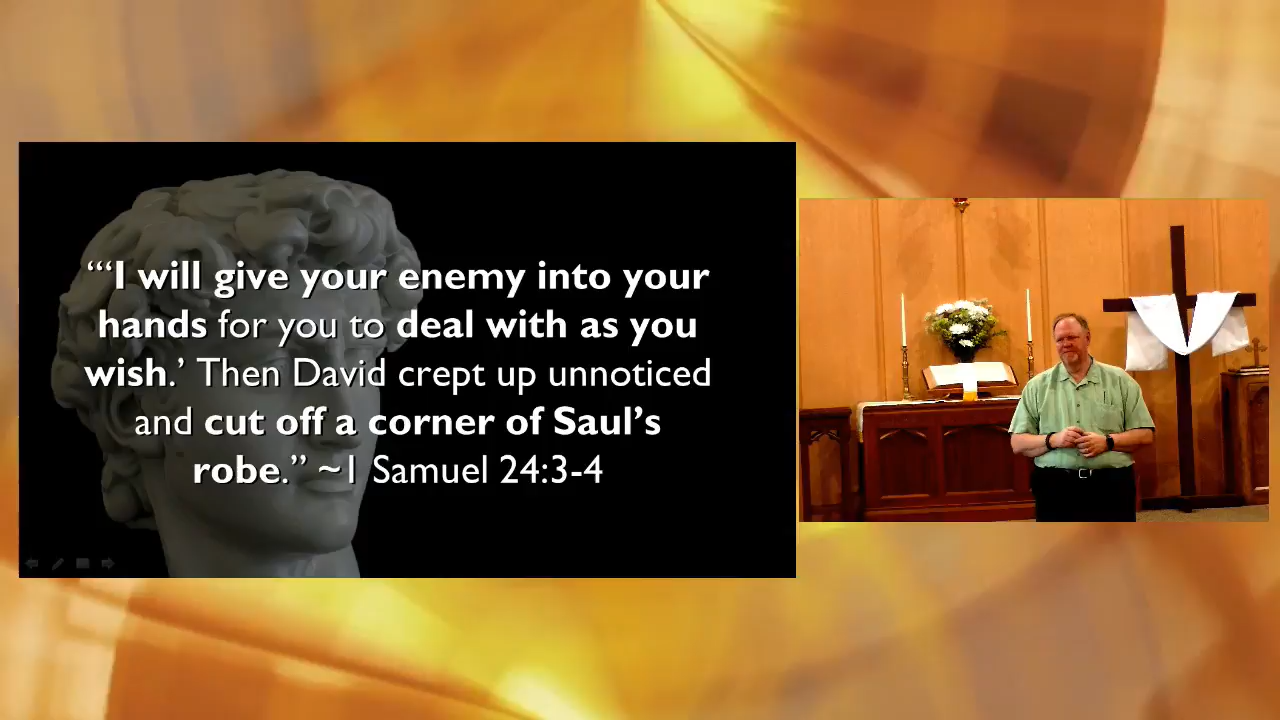 “‘I will give your enemy into your
hands for you to deal with as you
wish.’ Then David crept up unnoticed
and cut off a corner of Saul’s
robe.” ~1 Samuel 24:3-4